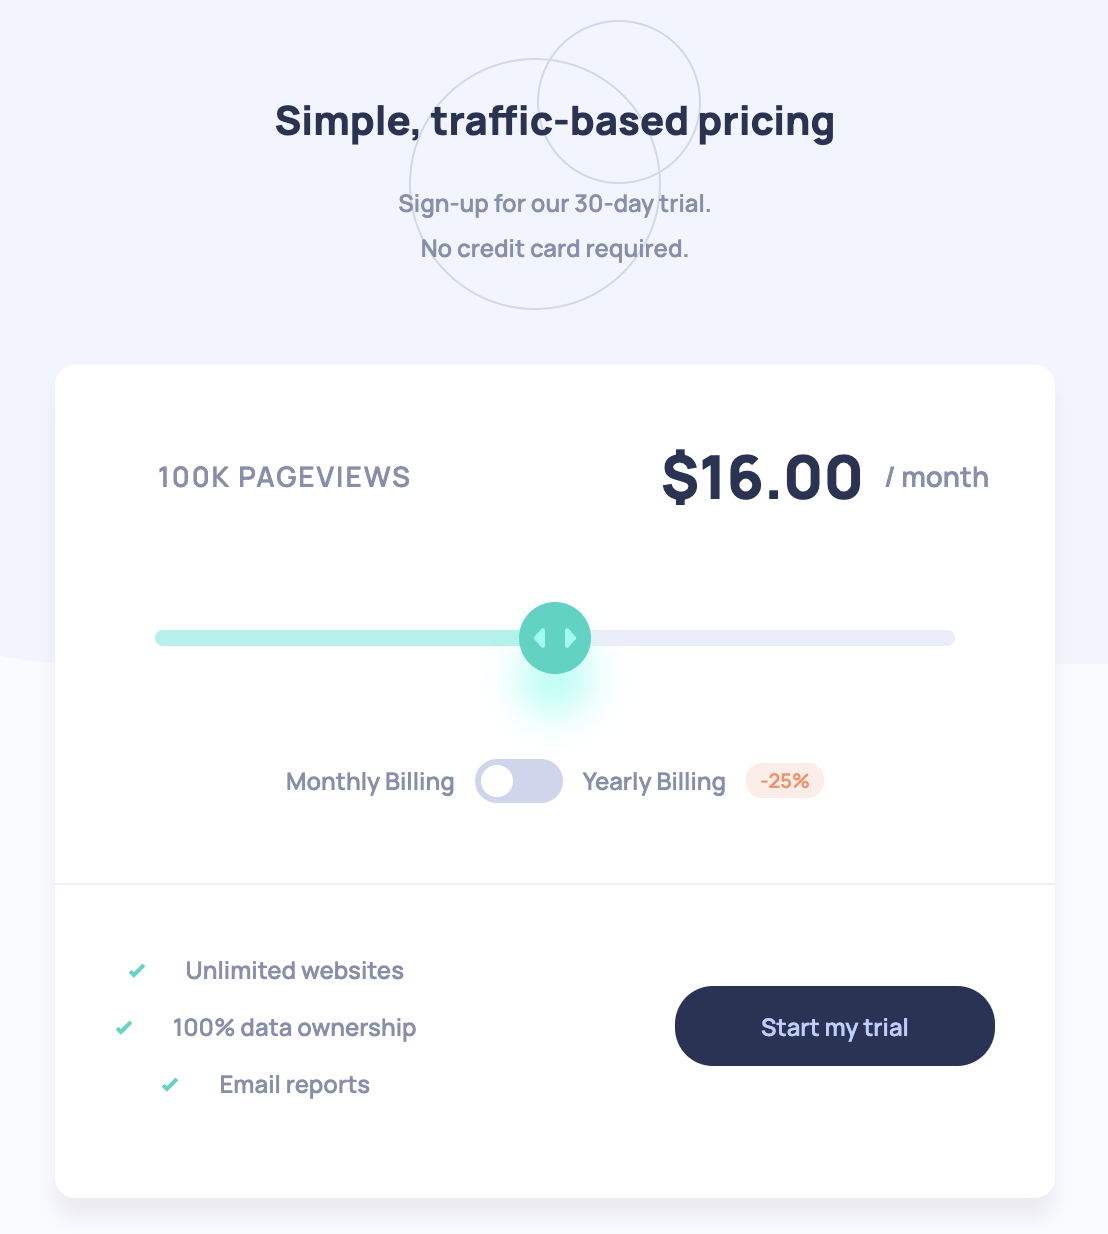 Simple, traffic-based pricing
Sign-up for our 30-day trial.
No credit card required.
100K PAGEVIEWS
$16.00 / month
Monthly Billing
Yearly Billing
-25%
Unlimited websites
100% data ownership
Email reports
Start my trial